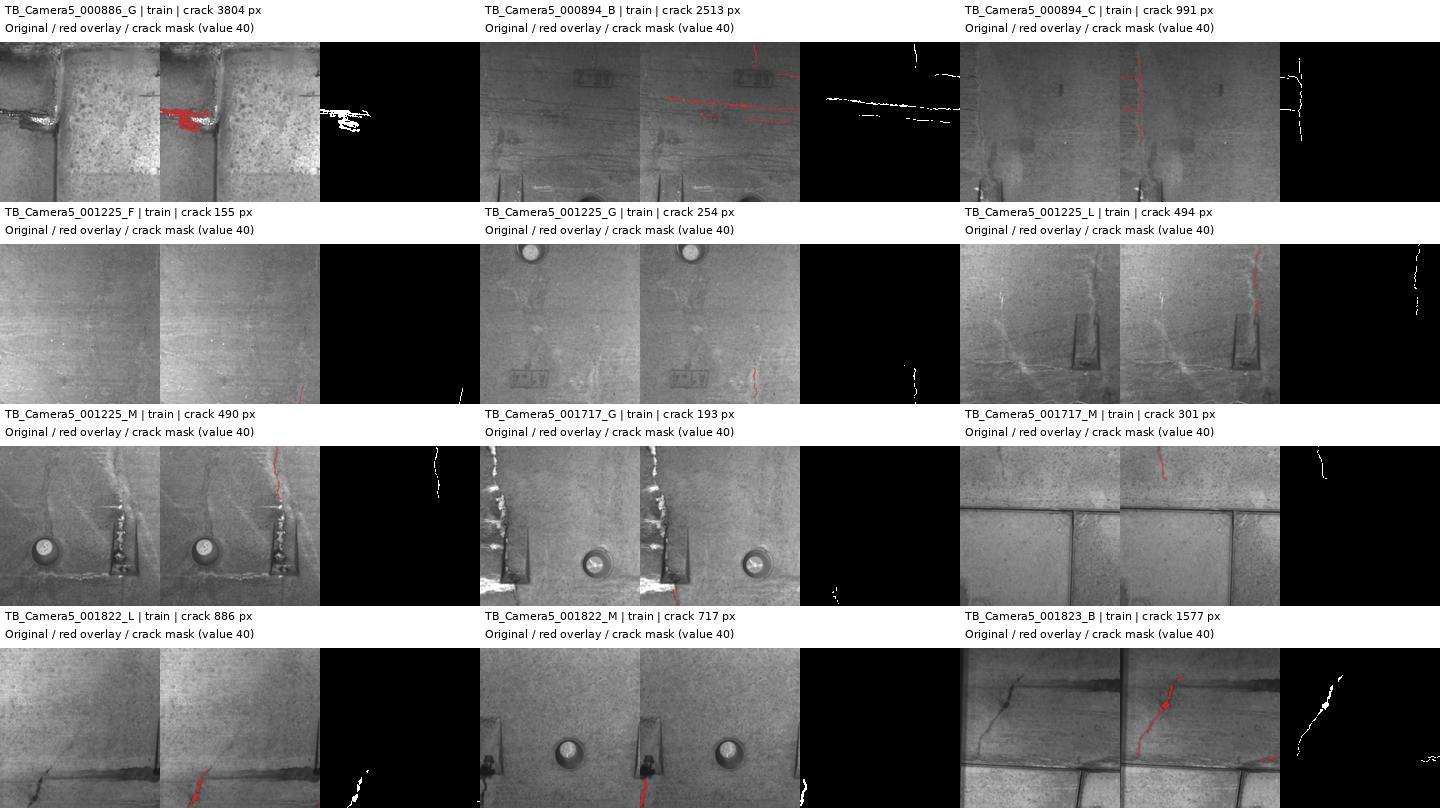 TB_Camera5_000886_G | train | crack 3804 px
Original / red overlay / crack mask (value 40)
TB_Camera5_000894_B | train | crack 2513 px
Original / red overlay / crack mask (value 40)
TB_Camera5_000894_C | train | crack 991 px
Original / red overlay / crack mask (value 40)
TB_Camera5_001225_F | train | crack 155 px
Original / red overlay / crack mask (value 40)
TB_Camera5_001225_G | train | crack 254 px
Original / red overlay / crack mask (value 40)
TB_Camera5_001225_L | train | crack 494 px
Original / red overlay / crack mask (value 40)
TB_Camera5_001225_M | train | crack 490 px
Original / red overlay / crack mask (value 40)
TB_Camera5_001717_G | train | crack 193 px
Original / red overlay / crack mask (value 40)
TB_Camera5_001717_M | train | crack 301 px
Original / red overlay / crack mask (value 40)
TB_Camera5_001822_L | train | crack 886 px
Original / red overlay / crack mask (value 40)
TB_Camera5_001822_M | train | crack 717 px
Original / red overlay / crack mask (value 40)
TB_Camera5_001823_B | train | crack 1577 px
Original / red overlay / crack mask (value 40)